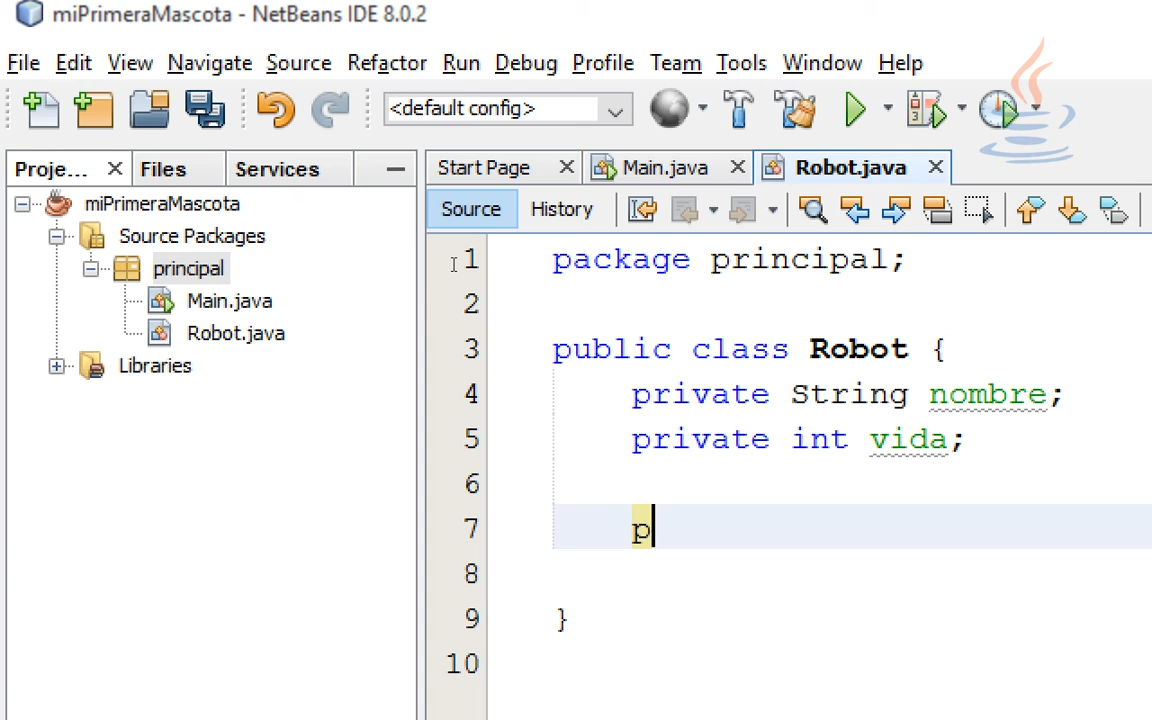 miPrimeraMascota - NetBeans IDE 8.0.2
File Edit View Navigate Source Refactor Run Debug Profile Team Tools Window Help
<default config>
Proje... Files Services
Start Page Main.java Robot.java
miPrimeraMascota
Source Packages
principal
Main.java
Robot.java
Libraries
Source History
1 package principal;
2
3 public class Robot {
4 private String nombre;
5 private int vida;
6
7 p
8
9 }
10